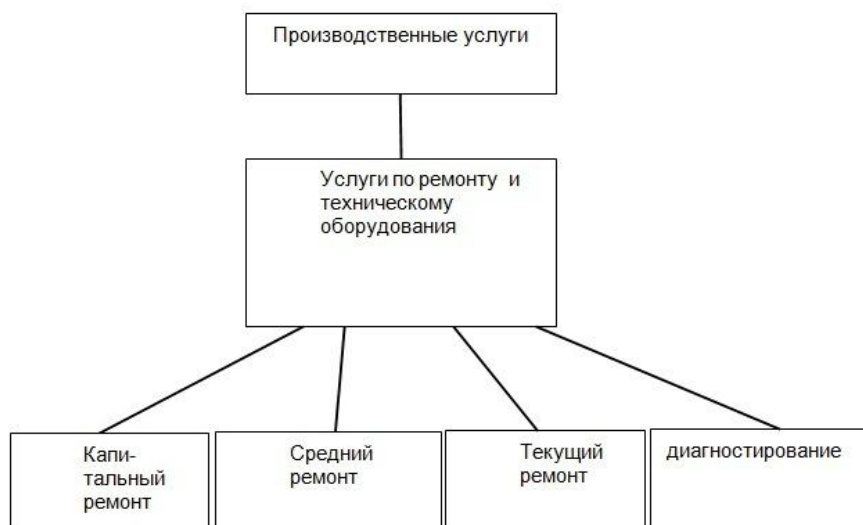 Производственные услуги
Услуги по ремонту и
техническому
оборудования
Капи-
тальный
ремонт
Средний
ремонт
Текущий
ремонт
диагностирование